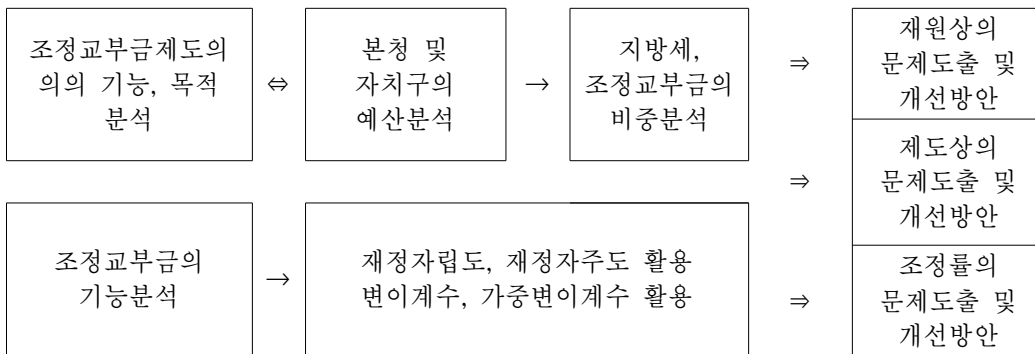 조정교부금제도의
의의 기능, 목적
분석
⇔
본청 및
자치구의
예산분석
→
지방세,
조정교부금의
비중분석
⇒
재원상의
문제도출 및
개선방안
⇒
제도상의
문제도출 및
개선방안
조정교부금의
기능분석
→
재정자립도, 재정자주도 활용
변이계수, 가중변이계수 활용
⇒
조정률의
문제도출 및
개선방안